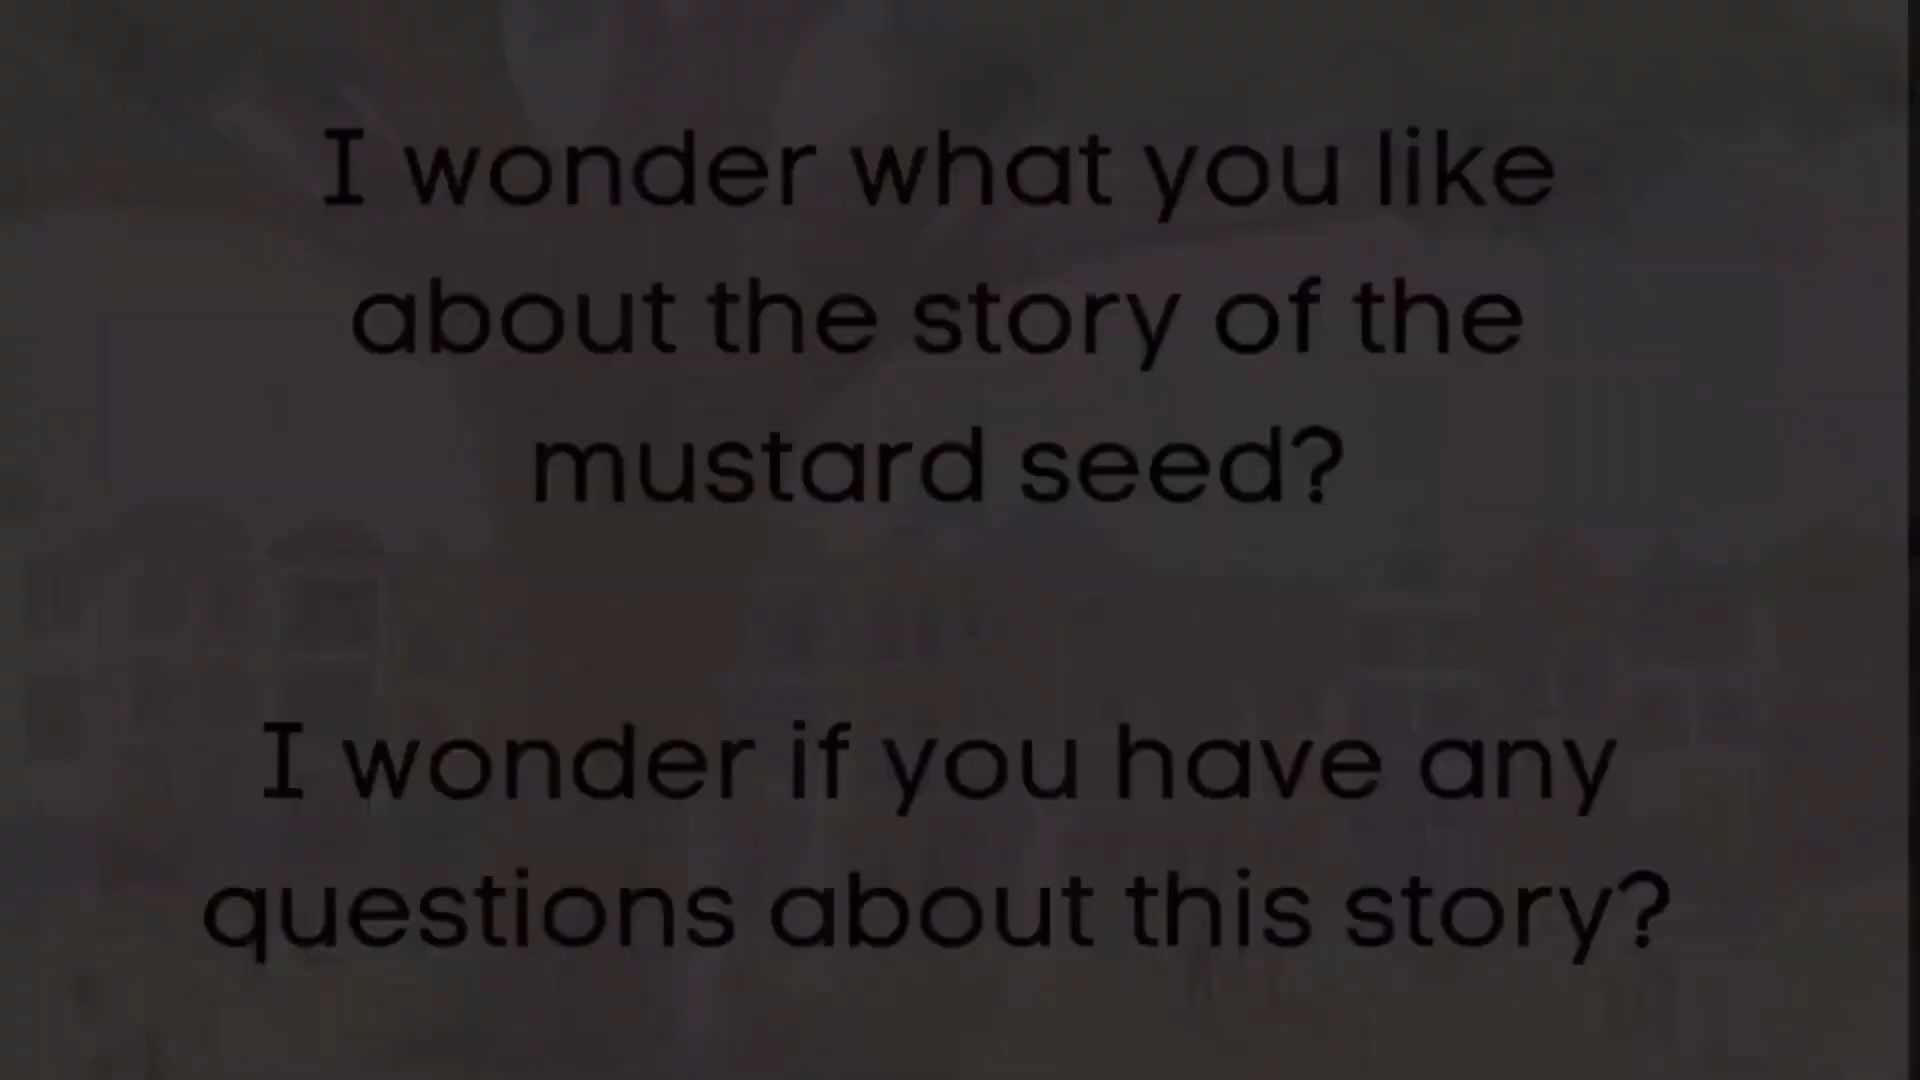 I wonder what you like
about the story of the
mustard seed?
I wonder if you have any
questions about this story?